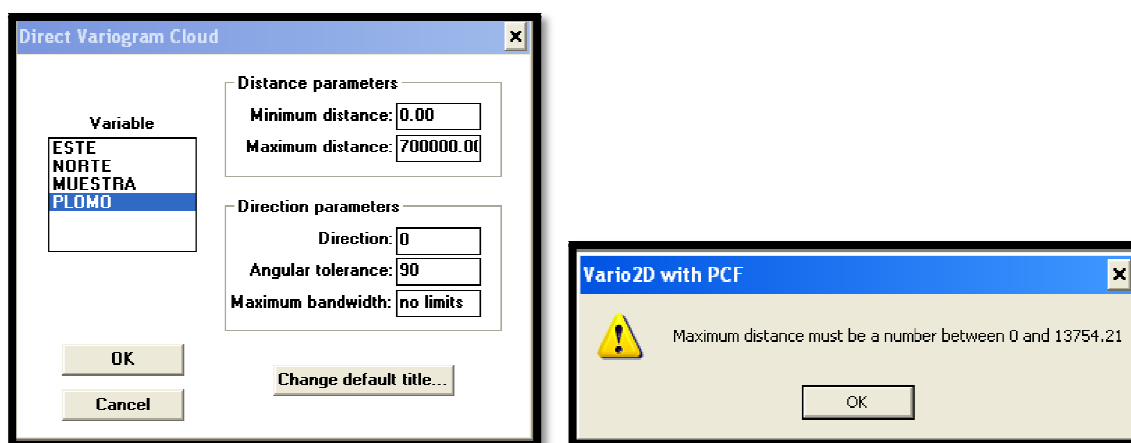 Direct Variogram Cloud
Variable
ESTE
NORTE
MUESTRA
PLOMO
OK
Cancel
Distance parameters
Minimum distance: 0.00
Maximum distance: 700000.0(
Direction parameters
Direction: 0
Angular tolerance: 90
Maximum bandwidth: no limits
Change default title...
Vario2D with PCF
Maximum distance must be a number between 0 and 13754.21
OK